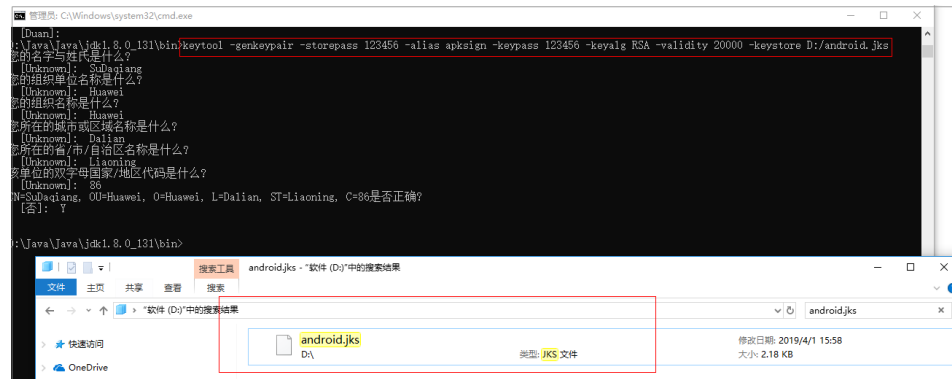 管理员: C:\Windows\system32\cmd.exe
[Duan]:
:\Java\Java\jdk1.8.0_131\bin>keytool -genkeypair -storepass 123456 -alias apksign -keypass 123456 -keyalg RSA -validity 20000 -keystore D:/android.jks
您的名字与姓氏是什么?
[Unknown]: SuDaqiang
您的组织单位名称是什么?
[Unknown]: Huawei
您的组织名称是什么?
[Unknown]: Huawei
您所在的城市或区域名称是什么?
[Unknown]: Dalian
您所在的省/市/自治区名称是什么?
[Unknown]: Liaoning
该单位的双字母国家/地区代码是什么?
[Unknown]: 86
CN=SuDaqiang, OU=Huawei, O=Huawei, L=Dalian, ST=Liaoning, C=86是否正确?
[否]: Y
:\Java\Java\jdk1.8.0_131\bin>
搜索工具 android.jks - "软件 (D:)"中的搜索结果
文件 主页 共享 查看 搜索
"软件 (D:)"中的搜索结果 android.jks
快速访问 android.jks 修改日期: 2019/4/1 15:58
D:\ 类型: JKS 文件 大小: 2.18 KB
OneDrive